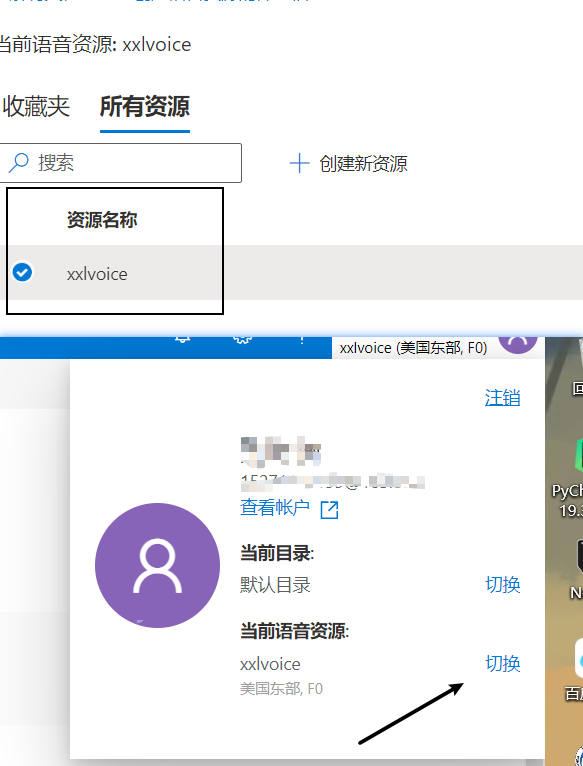 当前语音资源: xxlvoice
收藏夹 所有资源
搜索 创建新资源
资源名称
xxlvoice
xxlvoice (美国东部, F0)
注销
查看帐户
当前目录:
默认目录 切换
当前语音资源:
xxlvoice 切换
美国东部, F0
回
PyCh
19.3
N
百度